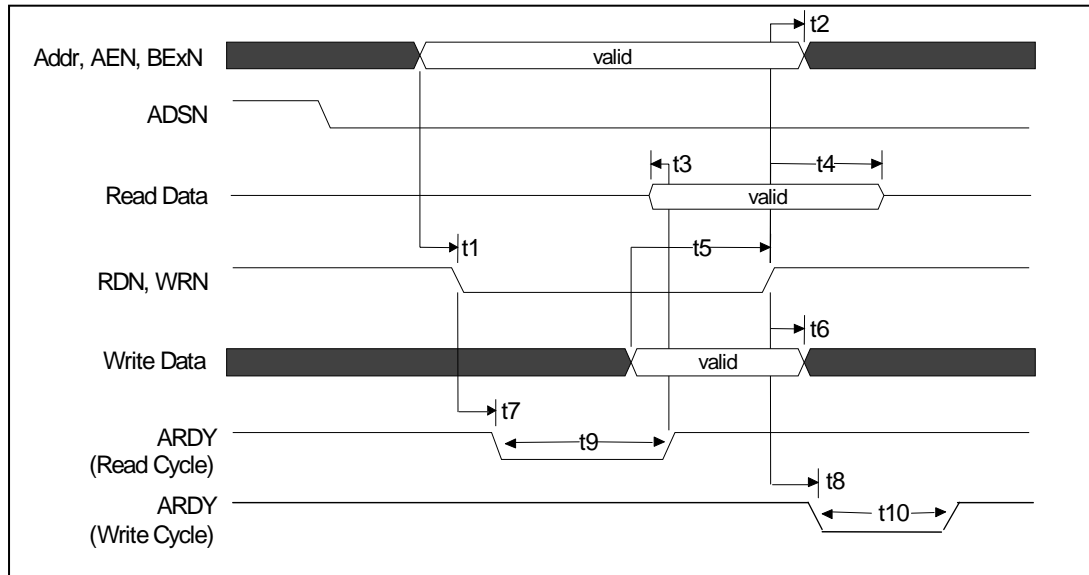 t2
Addr, AEN, BExN
valid
ADSN
t3
t4
Read Data
valid
t1
t5
RDN, WRN
t6
Write Data
valid
t7
ARDY
(Read Cycle)
t9
t8
ARDY
(Write Cycle)
t10